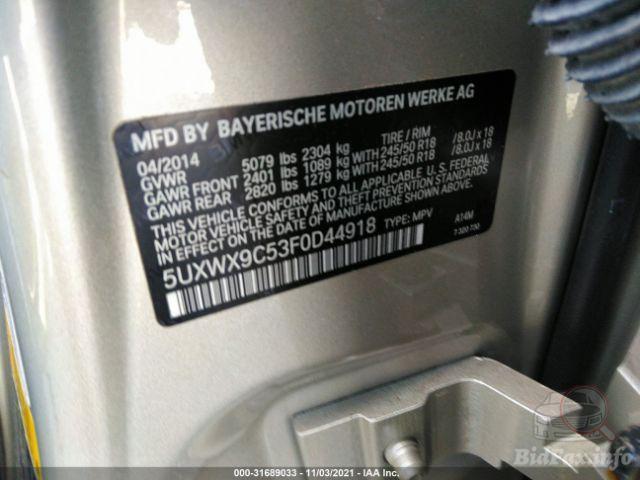 MFD BY BAYERISCHE MOTOREN WERKE AG
04/2014 TIRE / RIM
GVWR 5079 lbs 2304 kg
GAWR FRONT 2401 lbs 1089 kg WITH 245/50 R18 / 8.0J x 18
GAWR REAR 2820 lbs 1279 kg WITH 245/50 R18 / 8.0J x 18
THIS VEHICLE CONFORMS TO ALL APPLICABLE U.S. FEDERAL
MOTOR VEHICLE SAFETY AND THEFT PREVENTION STANDARDS
IN EFFECT ON THE DATE OF MANUFACTURE SHOWN ABOVE.
5UXWX9C53F0D44918 TYPE: MPV A14M
7 300 730
BidFax.info
© 000-31689033 - 11/03/2021 - IAA Inc.